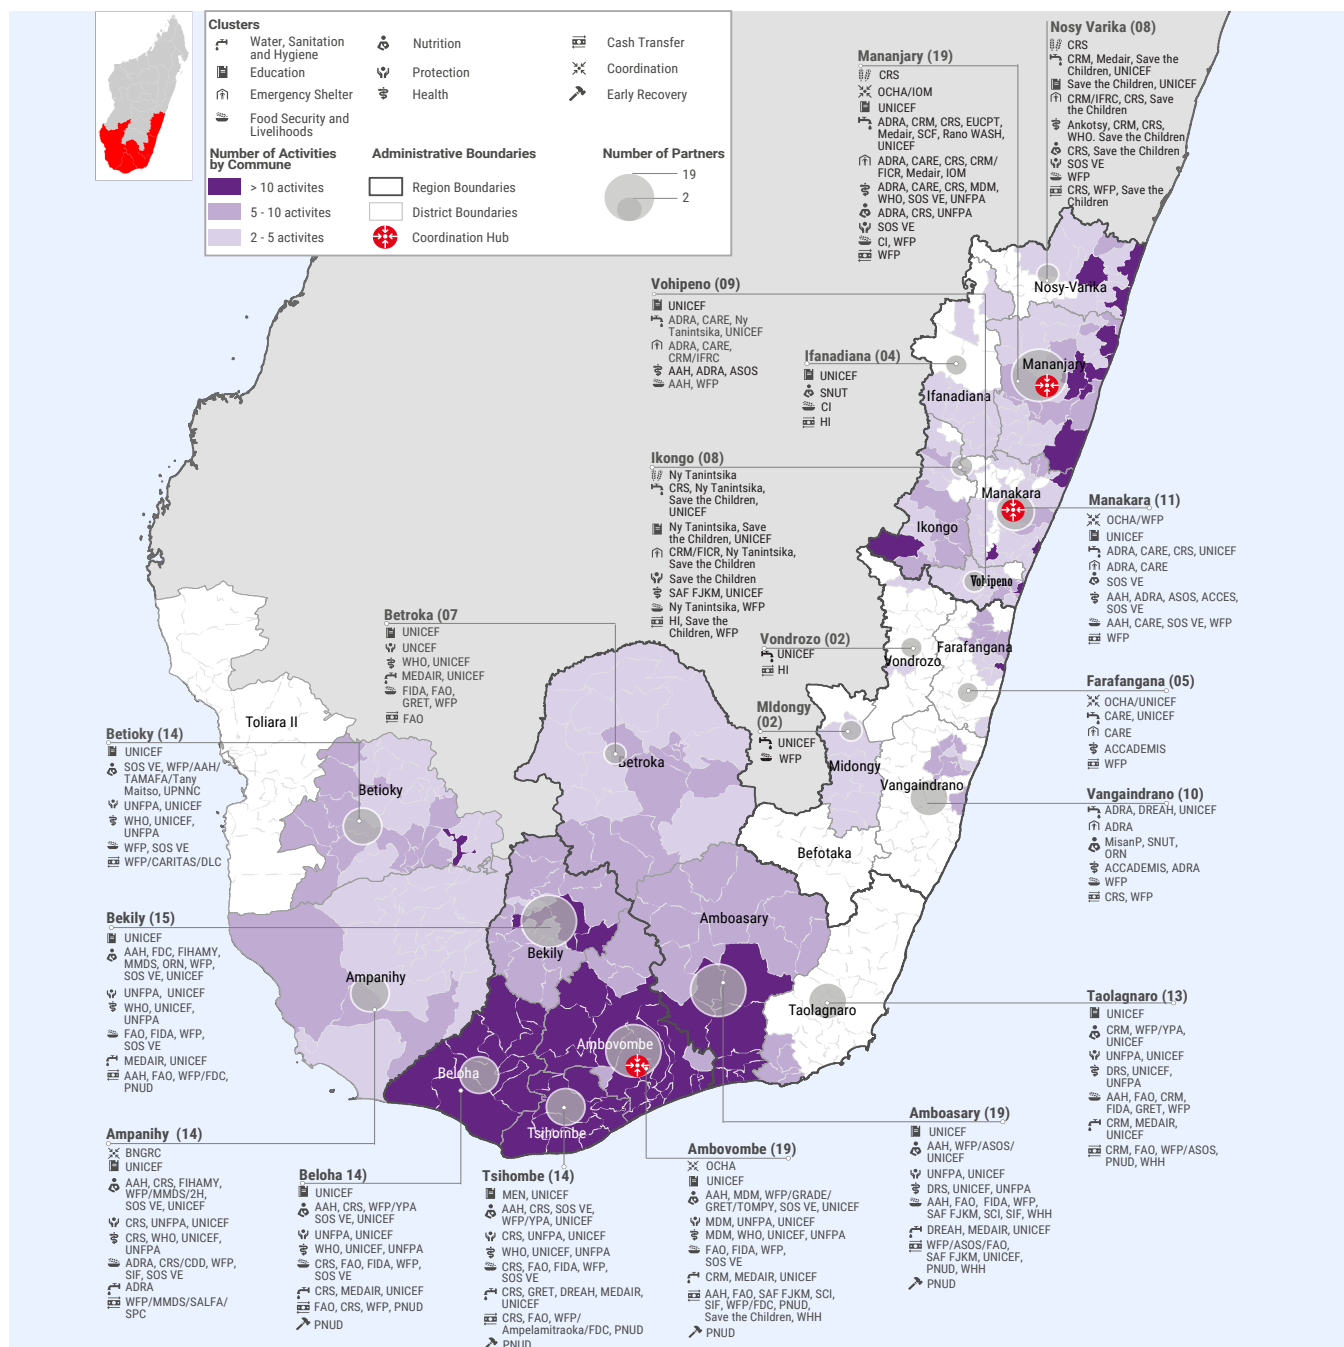 Clusters
Water, Sanitation
and Hygiene
Education
Emergency Shelter
Food Security and
Livelihoods
Nutrition
Protection
Health
Cash Transfer
Coordination
Early Recovery
Number of Activities
by Commune
> 10 activites
5 - 10 activites
2 - 5 activites
Administrative Boundaries
Region Boundaries
District Boundaries
Coordination Hub
Number of Partners
19
2
Nosy Varika (08)
CRS
CRM, Medair, Save the
Children, UNICEF
Save the Children, UNICEF
CRM/IFRC, CRS, Save
the Children
Ankotsy, CRM, CRS,
WHO, Save the Children
CRS, Save the Children
SOS VE
WFP
CRS, WFP, Save the
Children
Mananjary (19)
CRS
OCHA/IOM
UNICEF
ADRA, CRM, CRS, EUCPT,
Medair, SCF, Rano WASH,
UNICEF
ADRA, CARE, CRS, CRM/
FICR, Medair, IOM
ADRA, CARE, CRS, MDM,
WHO, SOS VE, UNFPA
ADRA, CRS, UNFPA
SOS VE
CI, WFP
WFP
Vohipeno (09)
UNICEF
ADRA, CARE, Ny
Tanintsika, UNICEF
ADRA, CARE,
CRM/IFRC
AAH, ADRA, ASOS
AAH, WFP
Ifanadiana (04)
UNICEF
SNUT
CI
HI
Ikongo (08)
Ny Tanintsika
CRS, Ny Tanintsika,
Save the Children,
UNICEF
Ny Tanintsika, Save
the Children, UNICEF
CRM/FICR, Ny Tanintsika,
Save the Children
Save the Children
SAF FJKM, UNICEF
Ny Tanintsika, WFP
HI, Save the
Children, WFP
Manakara (11)
OCHA/WFP
UNICEF
ADRA, CARE, CRS, UNICEF
ADRA, CARE
SOS VE
AAH, ADRA, ASOS, ACCES,
SOS VE
AAH, CARE, SOS VE, WFP
WFP
Betroka (07
UNICEF
UNCEF
WHO, UNICEF
MEDAIR, UNICEF
FIDA, FAO,
GRET, WFP
FAO
Vondrozo (02)
UNICEF
HI
MIdongy
(02)
UNICEF
WFP
Farafangana (05)
OCHA/UNICEF
CARE, UNICEF
CARE
ACCADEMIS
WFP
Vangaindrano (10)
ADRA, DREAH, UNICEF
ADRA
MisanP, SNUT,
ORN
ACCADEMIS, ADRA
WFP
CRS, WFP
Betioky (14)
UNICEF
SOS VE, WFP/AAH/
TAMAFA/Tany
Maitso, UPNNC
UNFPA, UNICEF
WHO, UNICEF,
UNFPA
WFP, SOS VE
WFP/CARITAS/DLC
Bekily (15)
UNICEF
AAH, FDC, FIHAMY,
MMDS, ORN, WFP,
SOS VE, UNICEF
UNFPA, UNICEF
WHO, UNICEF,
UNFPA
FAO, FIDA, WFP,
SOS VE
MEDAIR, UNICEF
AAH, FAO, WFP/FDC,
PNUD
Ampanihy (14)
BNGRC
UNICEF
AAH, CRS, FIHAMY,
WFP/MMDS/2H,
SOS VE, UNICEF
CRS, UNFPA, UNICEF
CRS, WHO, UNICEF,
UNFPA
ADRA, CRS/CDD, WFP,
SIF, SOS VE
ADRA
WFP/MMDS/SALFA/
SPC
Beloha 14)
UNICEF
AAH, CRS, WFP/YPA
SOS VE, UNICEF
UNFPA, UNICEF
WHO, UNICEF, UNFPA
CRS, FAO, FIDA, WFP,
SOS VE
CRS, MEDAIR, UNICEF
FAO, CRS, WFP, PNUD
PNUD
Tsihombe (14)
MEN, UNICEF
AAH, CRS, SOS VE,
WFP/YPA, UNICEF
CRS, UNFPA, UNICEF
WHO, UNICEF, UNFPA
CRS, FAO, FIDA, WFP,
SOS VE
CRS, GRET, DREAH, MEDAIR,
UNICEF
CRS, FAO, WFP/
Ampelamitraoka/FDC, PNUD
PNUD
Ambovombe (19)
OCHA
UNICEF
AAH, MDM, WFP/GRADE/
GRET/TOMPY, SOS VE, UNICEF
MDM, UNFPA, UNICEF
MDM, WHO, UNICEF, UNFPA
FAO, FIDA, WFP,
SOS VE
CRM, MEDAIR, UNICEF
AAH, FAO, SAF FJKM, SCI,
SIF, WFP/FDC, PNUD,
Save the Children, WHH
PNUD
Amboasary (19)
UNICEF
AAH, WFP/ASOS/
UNICEF
UNFPA, UNICEF
DRS, UNICEF, UNFPA
AAH, FAO, FIDA, WFP,
SAF FJKM, SCI, SIF, WHH
DREAH, MEDAIR, UNICEF
WFP/ASOS/FAO,
SAF FJKM, UNICEF,
PNUD, WHH
PNUD
Taolagnaro (13)
UNICEF
CRM, WFP/YPA,
UNICEF
UNFPA, UNICEF
DRS, UNICEF,
UNFPA
AAH, FAO, CRM,
FIDA, GRET, WFP
CRM, MEDAIR,
UNICEF
CRM, FAO, WFP/ASOS,
PNUD, WHH
Nosy-Varika
Mananjary
Ifanadiana
Manakara
Ikongo
Vohipeno
Vondrozo
Farafangana
Midongy
Vangaindrano
Befotaka
Toliara II
Betioky
Betroka
Amboasary
Bekily
Ampanihy
Taolagnaro
Ambovombe
Beloha
Tsihombe